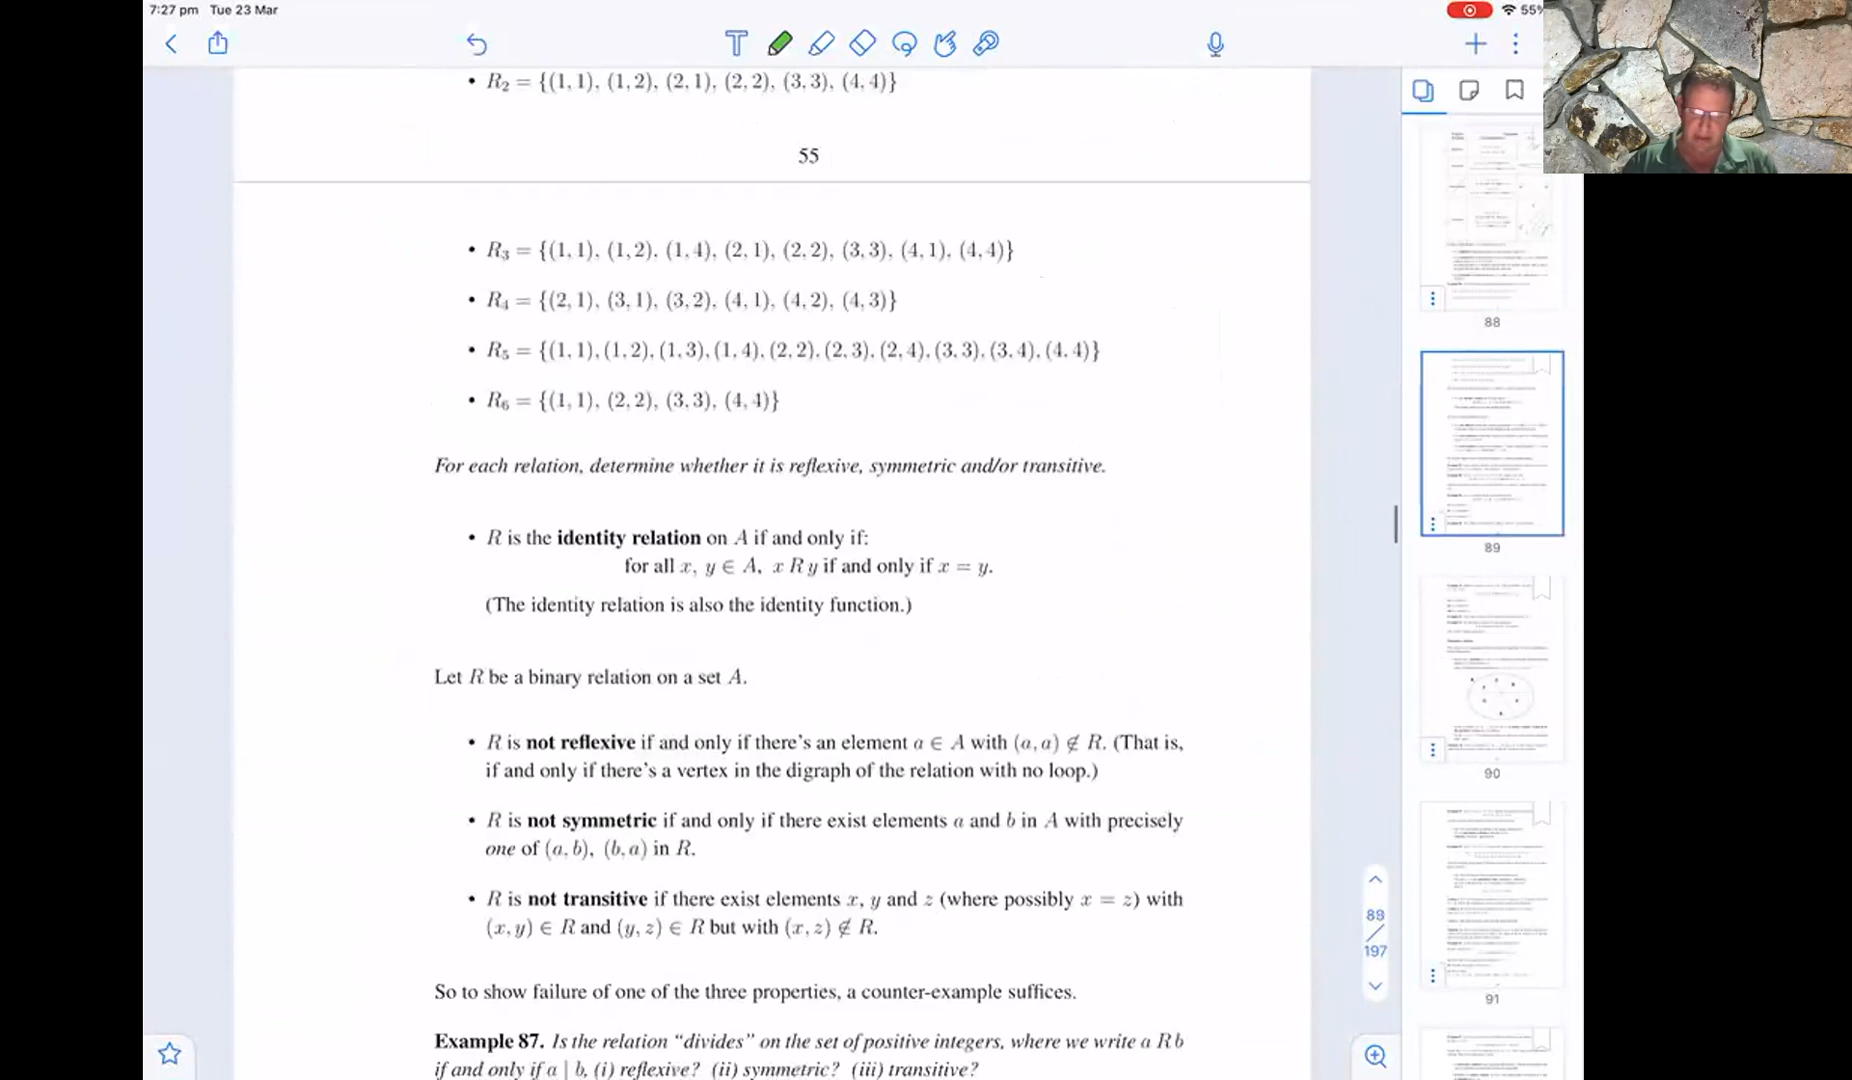 7:27 pm Tue 23 Mar
55%
• R₂ = {(1, 1), (1, 2), (2, 1), (2, 2), (3, 3), (4, 4)}
55
• R₃ = {(1, 1), (1, 2), (1, 4), (2, 1), (2, 2), (3, 3), (4, 1), (4, 4)}
• R₄ = {(2, 1), (3, 1), (3, 2), (4, 1), (4, 2), (4, 3)}
• R₅ = {(1, 1), (1, 2), (1, 3), (1, 4), (2, 2), (2, 3), (2, 4), (3, 3), (3, 4), (4, 4)}
• R₆ = {(1, 1), (2, 2), (3, 3), (4, 4)}
For each relation, determine whether it is reflexive, symmetric and/or transitive.
• R is the identity relation on A if and only if:
for all x, y ∈ A, x R y if and only if x = y.
(The identity relation is also the identity function.)
Let R be a binary relation on a set A.
• R is not reflexive if and only if there's an element a ∈ A with (a, a) ∉ R. (That is,
if and only if there's a vertex in the digraph of the relation with no loop.)
• R is not symmetric if and only if there exist elements a and b in A with precisely
one of (a, b), (b, a) in R.
• R is not transitive if there exist elements x, y and z (where possibly x = z) with
(x, y) ∈ R and (y, z) ∈ R but with (x, z) ∉ R.
So to show failure of one of the three properties, a counter-example suffices.
Example 87. Is the relation "divides" on the set of positive integers, where we write a R b
if and only if a | b, (i) reflexive? (ii) symmetric? (iii) transitive?
89
/
197
88
89
90
91